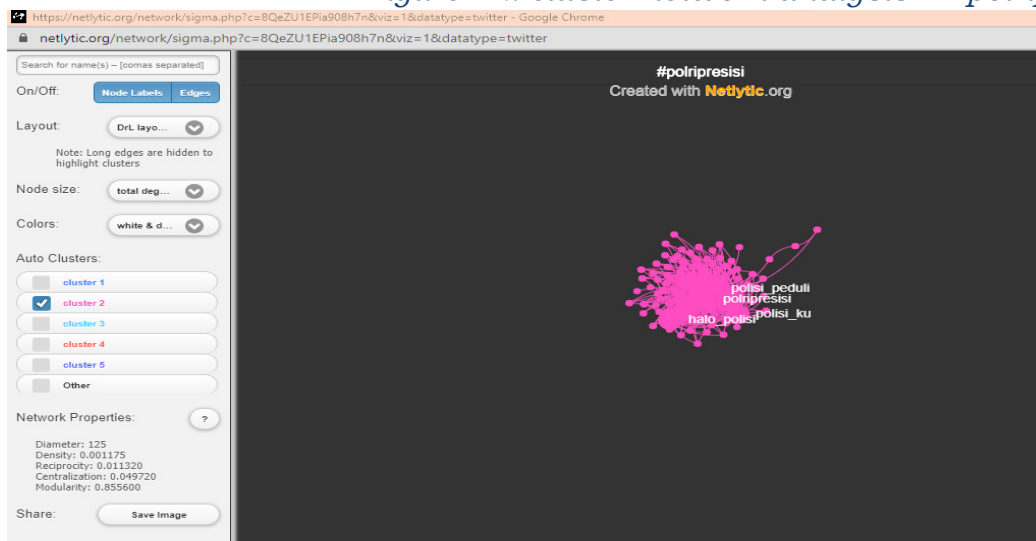 https://netlytic.org/network/sigma.php?c=8QeZU1EPia908h7n&viz=1&datatype=twitter - Google Chrome
netlytic.org/network/sigma.php?c=8QeZU1EPia908h7n&viz=1&datatype=twitter
Search for name(s) – [comas separated]
On/Off: Node Labels Edges
Layout: DrL layo...
Note: Long edges are hidden to
highlight clusters
Node size: total deg...
Colors: white & d...
Auto Clusters:
cluster 1
cluster 2
cluster 3
cluster 4
cluster 5
Other
Network Properties: ?
Diameter: 125
Density: 0.001175
Reciprocity: 0.011320
Centralization: 0.049720
Modularity: 0.855600
Share: Save Image
#polripresisi
Created with Netlytic.org
polisi_peduli
polripresisi
polisi_ku
halo_polisi